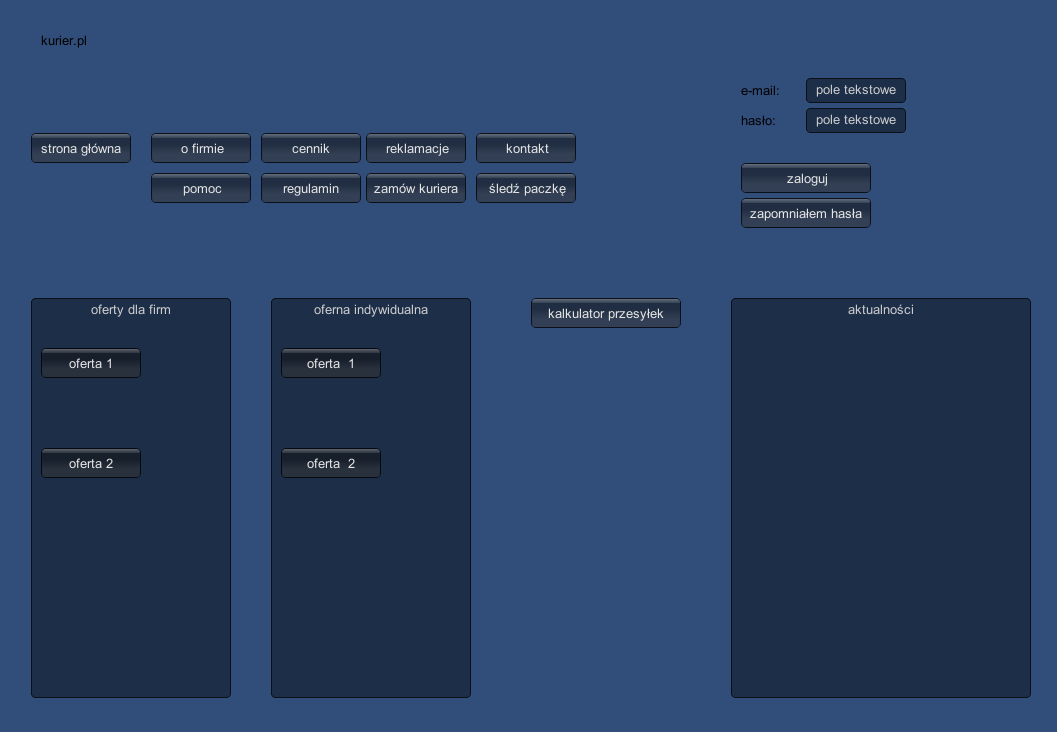 kurier.pl
e-mail: pole tekstowe
hasło: pole tekstowe
strona główna o firmie cennik reklamacje kontakt
pomoc regulamin zamów kuriera śledź paczkę
zaloguj
zapomniałem hasła
oferty dla firm
oferta 1
oferta 2
oferna indywidualna
oferta 1
oferta 2
kalkulator przesyłek
aktualności